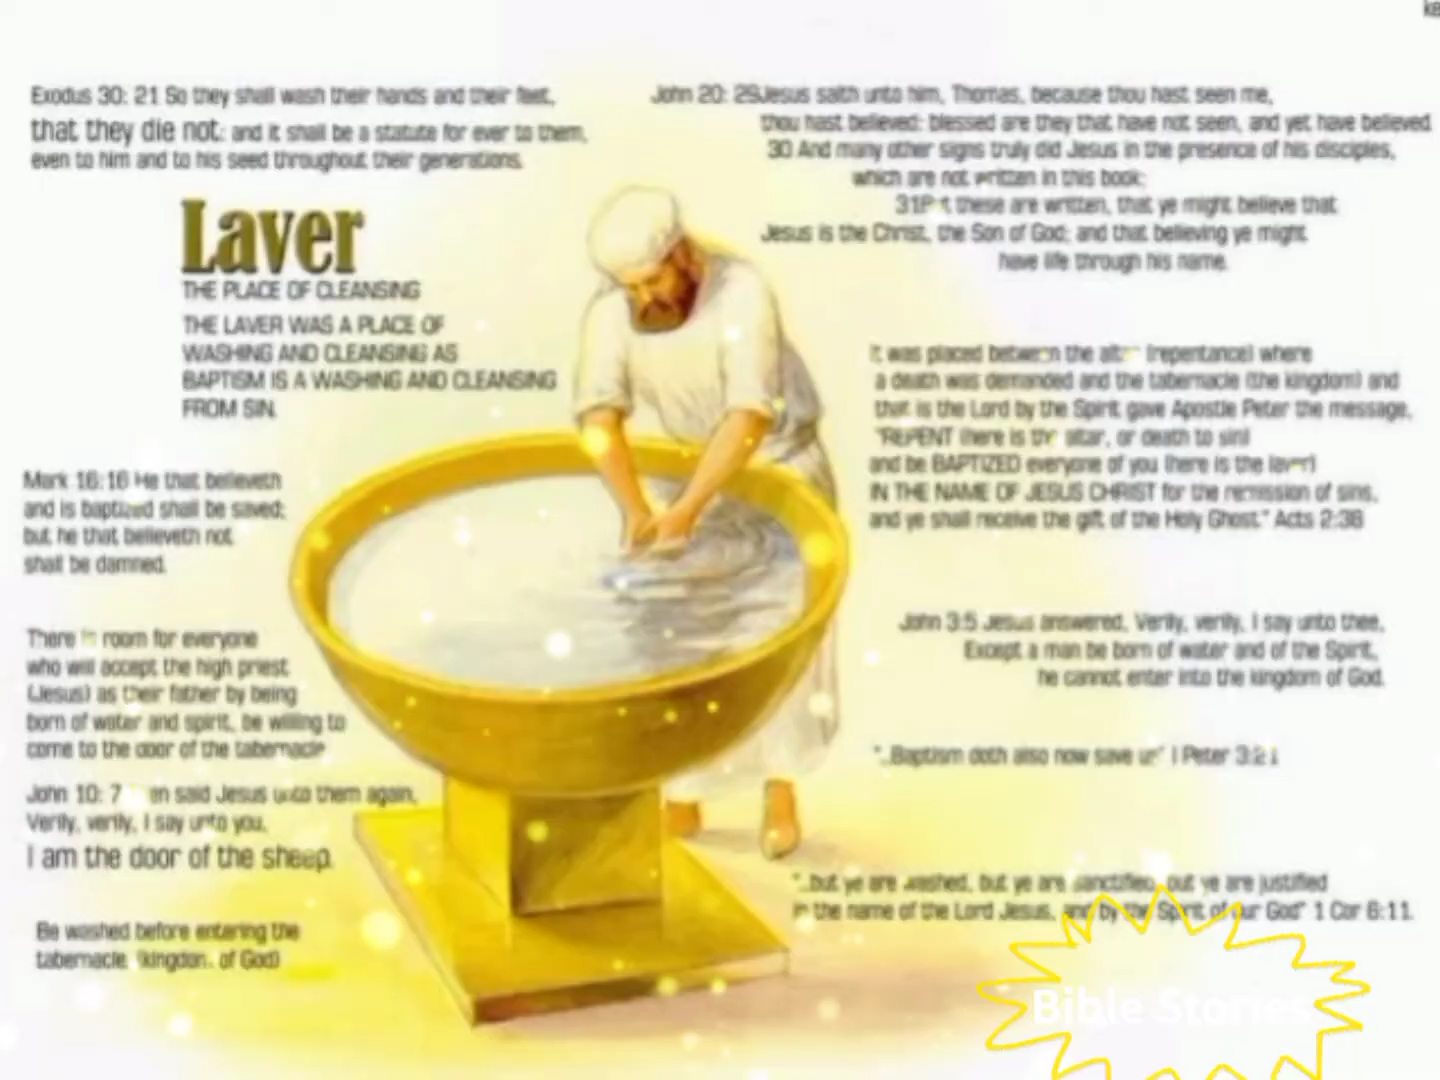 Exodus 30: 21 So they shall wash their hands and their feet,
that they die not: and it shall be a statute for ever to them,
even to him and to his seed throughout their generations.
Laver
THE PLACE OF CLEANSING
THE LAVER WAS A PLACE OF
WASHING AND CLEANSING AS
BAPTISM IS A WASHING AND CLEANSING
FROM SIN.
Mark 16:16 He that believeth
and is baptized shall be saved;
but he that believeth not
shall be damned.
There room for everyone
who will accept the high priest
(Jesus) as their father by being
born of water and spirit, be willing to
come to the door of the tabernacle
John 10: 7 said Jesus unto them again,
Verily, verily, I say unto you,
I am the door of the sheep.
Be washed before entering the
tabernacle of God)
John 20: 29Jesus saith unto him, Thomas, because thou hast seen me,
thou hast believed: blessed are they that have not seen, and yet have believed
30 And many other signs truly did Jesus in the presence of his disciples,
which are not written in this book:
these are written, that ye might believe that
Jesus is the Christ, the Son of God; and that believing ye might
have life through his name.
It was placed between the (repentance) where
a death was demanded and the tabernacle (the kingdom) and
that is the Lord by the Spirit gave Apostle Peter the message,
"REPENT (here is altar, or death to sin)
and be BAPTIZED everyone of you (here is the laver)
IN THE NAME OF JESUS CHRIST for the remission of sins,
and ye shall receive the gift of the Holy Ghost." Acts 2:38
John 3:5 Jesus answered, Verily, verily, I say unto thee,
Except a man be born of water and of the Spirit,
he cannot enter into the kingdom of God.
"..Baptism doth also now save I Peter 3:21
"..but ye are washed, but ye are sanctified, but ye are justified
in the name of the Lord Jesus, and by the Spirit of our God" 1 Cor 6:11.
Bible Stories